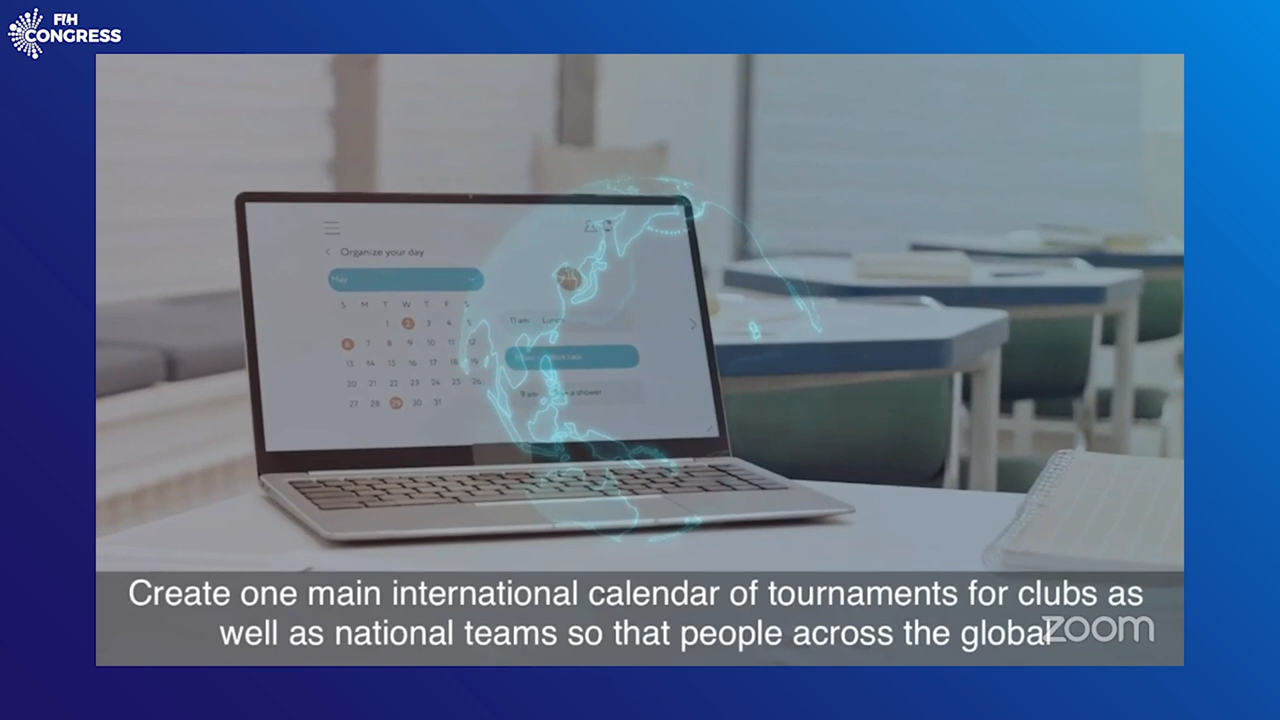 FIH
CONGRESS
Organize your day
May
S M T W T F S
1 2 3 4 5
6 7 8 9 10 11 12
13 14 15 16 17 18 19
20 21 22 23 24 25 26
27 28 29 30 31
11 am
9 am
a shower
Create one main international calendar of tournaments for clubs as
well as national teams so that people across the global
zoom